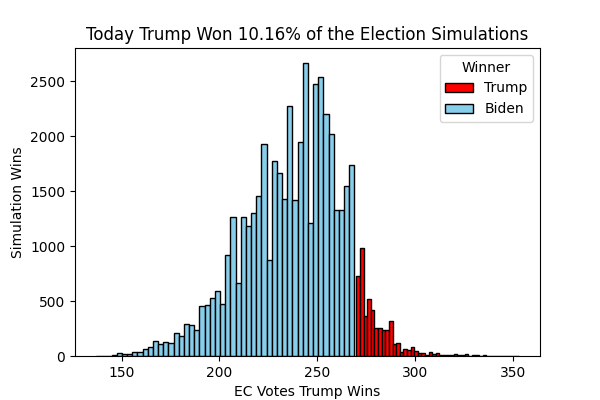 Today Trump Won 10.16% of the Election Simulations
Winner
Trump
Biden
2500
2000
1500
1000
500
0
Simulation Wins
150 200 250 300 350
EC Votes Trump Wins